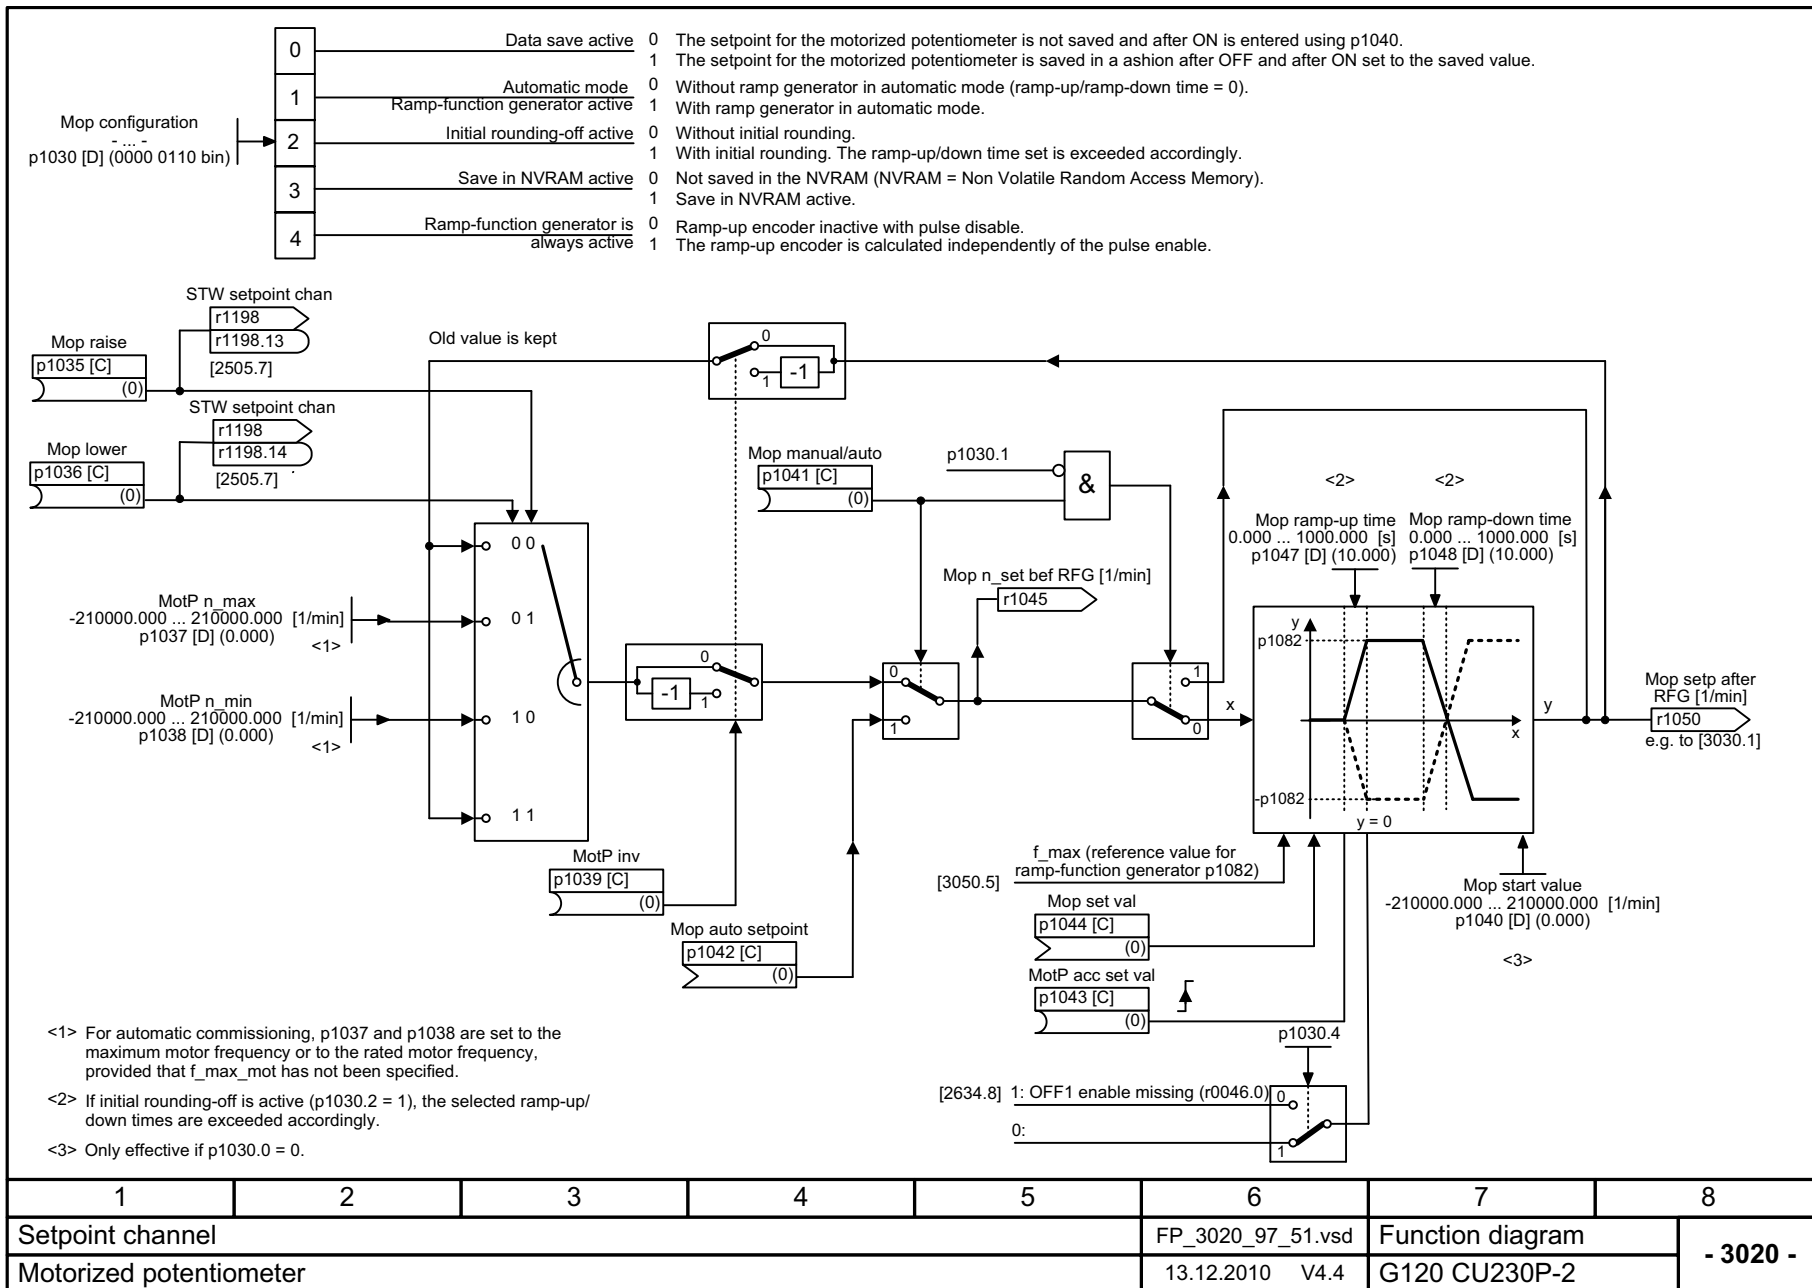 0
Data save active 0 The setpoint for the motorized potentiometer is not saved and after ON is entered using p1040.
1 The setpoint for the motorized potentiometer is saved in a ashion after OFF and after ON set to the saved value.
1
Automatic mode 0 Without ramp generator in automatic mode (ramp-up/ramp-down time = 0).
Ramp-function generator active 1 With ramp generator in automatic mode.
Mop configuration
- ... -
p1030 [D] (0000 0110 bin)
2
Initial rounding-off active 0 Without initial rounding.
1 With initial rounding. The ramp-up/down time set is exceeded accordingly.
3
Save in NVRAM active 0 Not saved in the NVRAM (NVRAM = Non Volatile Random Access Memory).
1 Save in NVRAM active.
4
Ramp-function generator is 0 Ramp-up encoder inactive with pulse disable.
always active 1 The ramp-up encoder is calculated independently of the pulse enable.
STW setpoint chan
r1198
r1198.13
[2505.7]
Mop raise
p1035 [C]
(0)
Old value is kept
0
1
-1
STW setpoint chan
r1198
r1198.14
[2505.7]
Mop lower
p1036 [C]
(0)
Mop manual/auto
p1041 [C]
(0)
p1030.1
&
<2>
<2>
Mop ramp-up time
0.000 ... 1000.000 [s]
p1047 [D] (10.000)
Mop ramp-down time
0.000 ... 1000.000 [s]
p1048 [D] (10.000)
0 0
0 1
1 0
1 1
Mop n_set bef RFG [1/min]
r1045
MotP n_max
-210000.000 ... 210000.000 [1/min]
p1037 [D] (0.000)
<1>
MotP n_min
-210000.000 ... 210000.000 [1/min]
p1038 [D] (0.000)
<1>
0
-1
1
0
1
1
0
x
y
p1082
x
-p1082
y = 0
y
Mop setp after
RFG [1/min]
r1050
e.g. to [3030.1]
MotP inv
p1039 [C]
(0)
Mop auto setpoint
p1042 [C]
(0)
f_max (reference value for
[3050.5] ramp-function generator p1082)
Mop set val
p1044 [C]
(0)
MotP acc set val
p1043 [C]
(0)
Mop start value
-210000.000 ... 210000.000 [1/min]
p1040 [D] (0.000)
<3>
p1030.4
[2634.8] 1: OFF1 enable missing (r0046.0)
0
0:
1
<1> For automatic commissioning, p1037 and p1038 are set to the
maximum motor frequency or to the rated motor frequency,
provided that f_max_mot has not been specified.
<2> If initial rounding-off is active (p1030.2 = 1), the selected ramp-up/
down times are exceeded accordingly.
<3> Only effective if p1030.0 = 0.
1 2 3 4 5 6 7 8
Setpoint channel FP_3020_97_51.vsd Function diagram - 3020 -
Motorized potentiometer 13.12.2010 V4.4 G120 CU230P-2